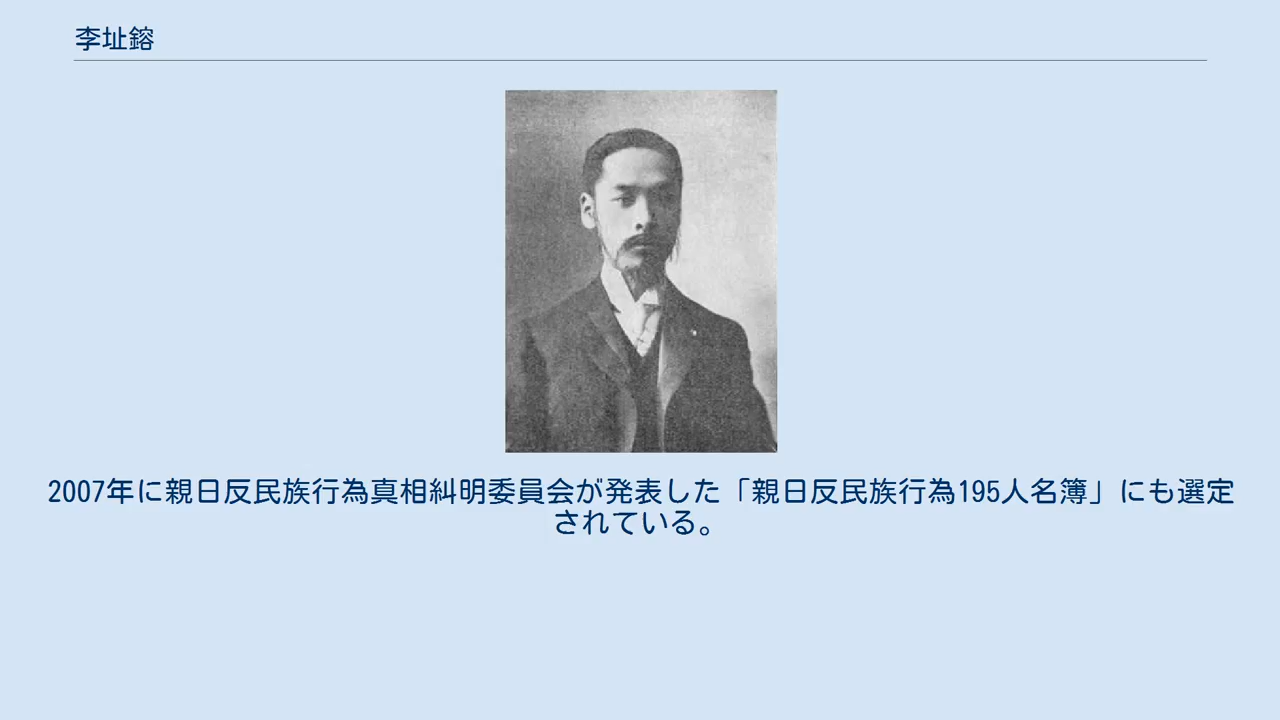 李址鎔
2007年に親日反民族行為真相糾明委員会が発表した「親日反民族行為195人名簿」にも選定
されている。